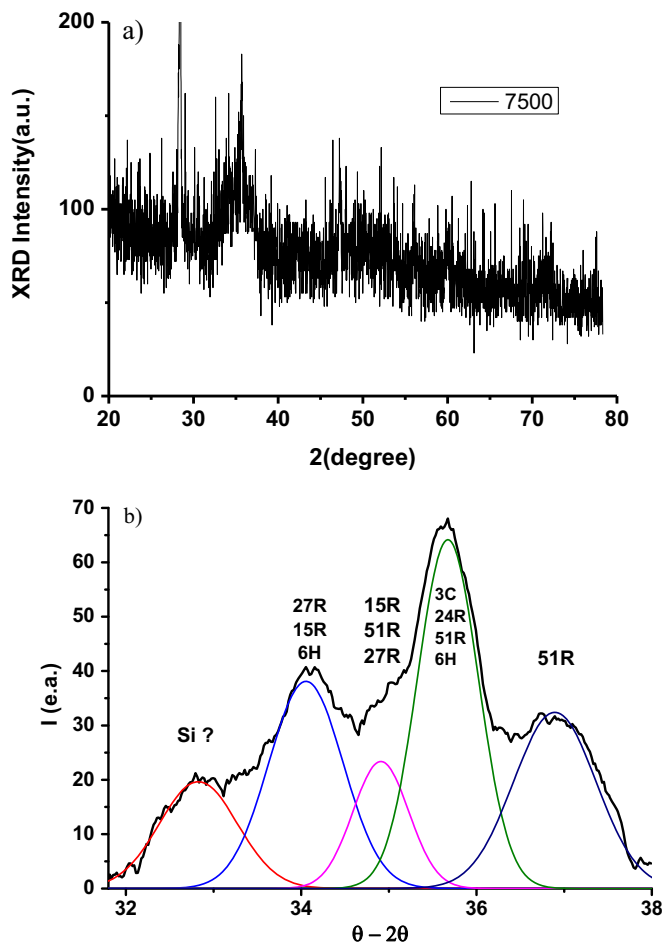 a)
200
7500
XRD Intensity(a.u.)
100
0
20 30 40 50 60 70 80
2(degree)
b)
70
60
50
40
30
20
10
0
I (e.a.)
27R
15R
6H
15R
51R
27R
3C
24R
51R
6H
51R
Si ?
32 34 36 38
θ – 2θ